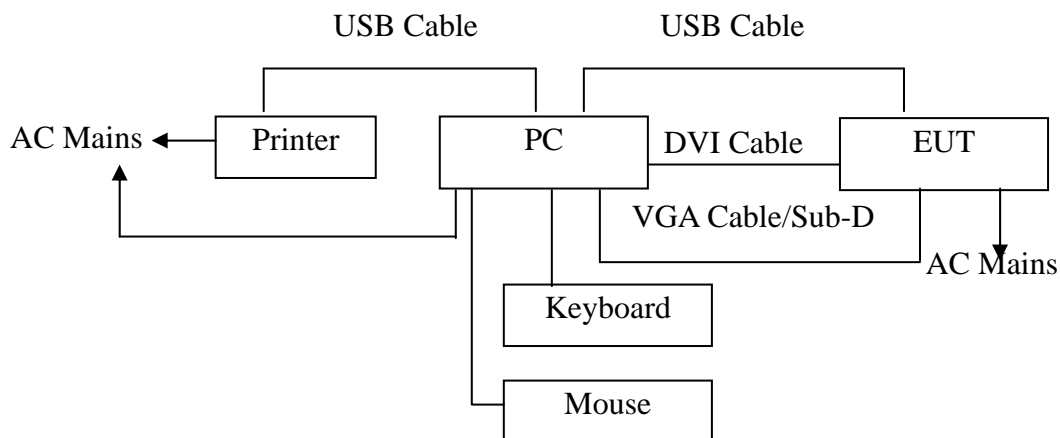 USB Cable
USB Cable
AC Mains
Printer
PC
DVI Cable
EUT
VGA Cable/Sub-D
AC Mains
Keyboard
Mouse